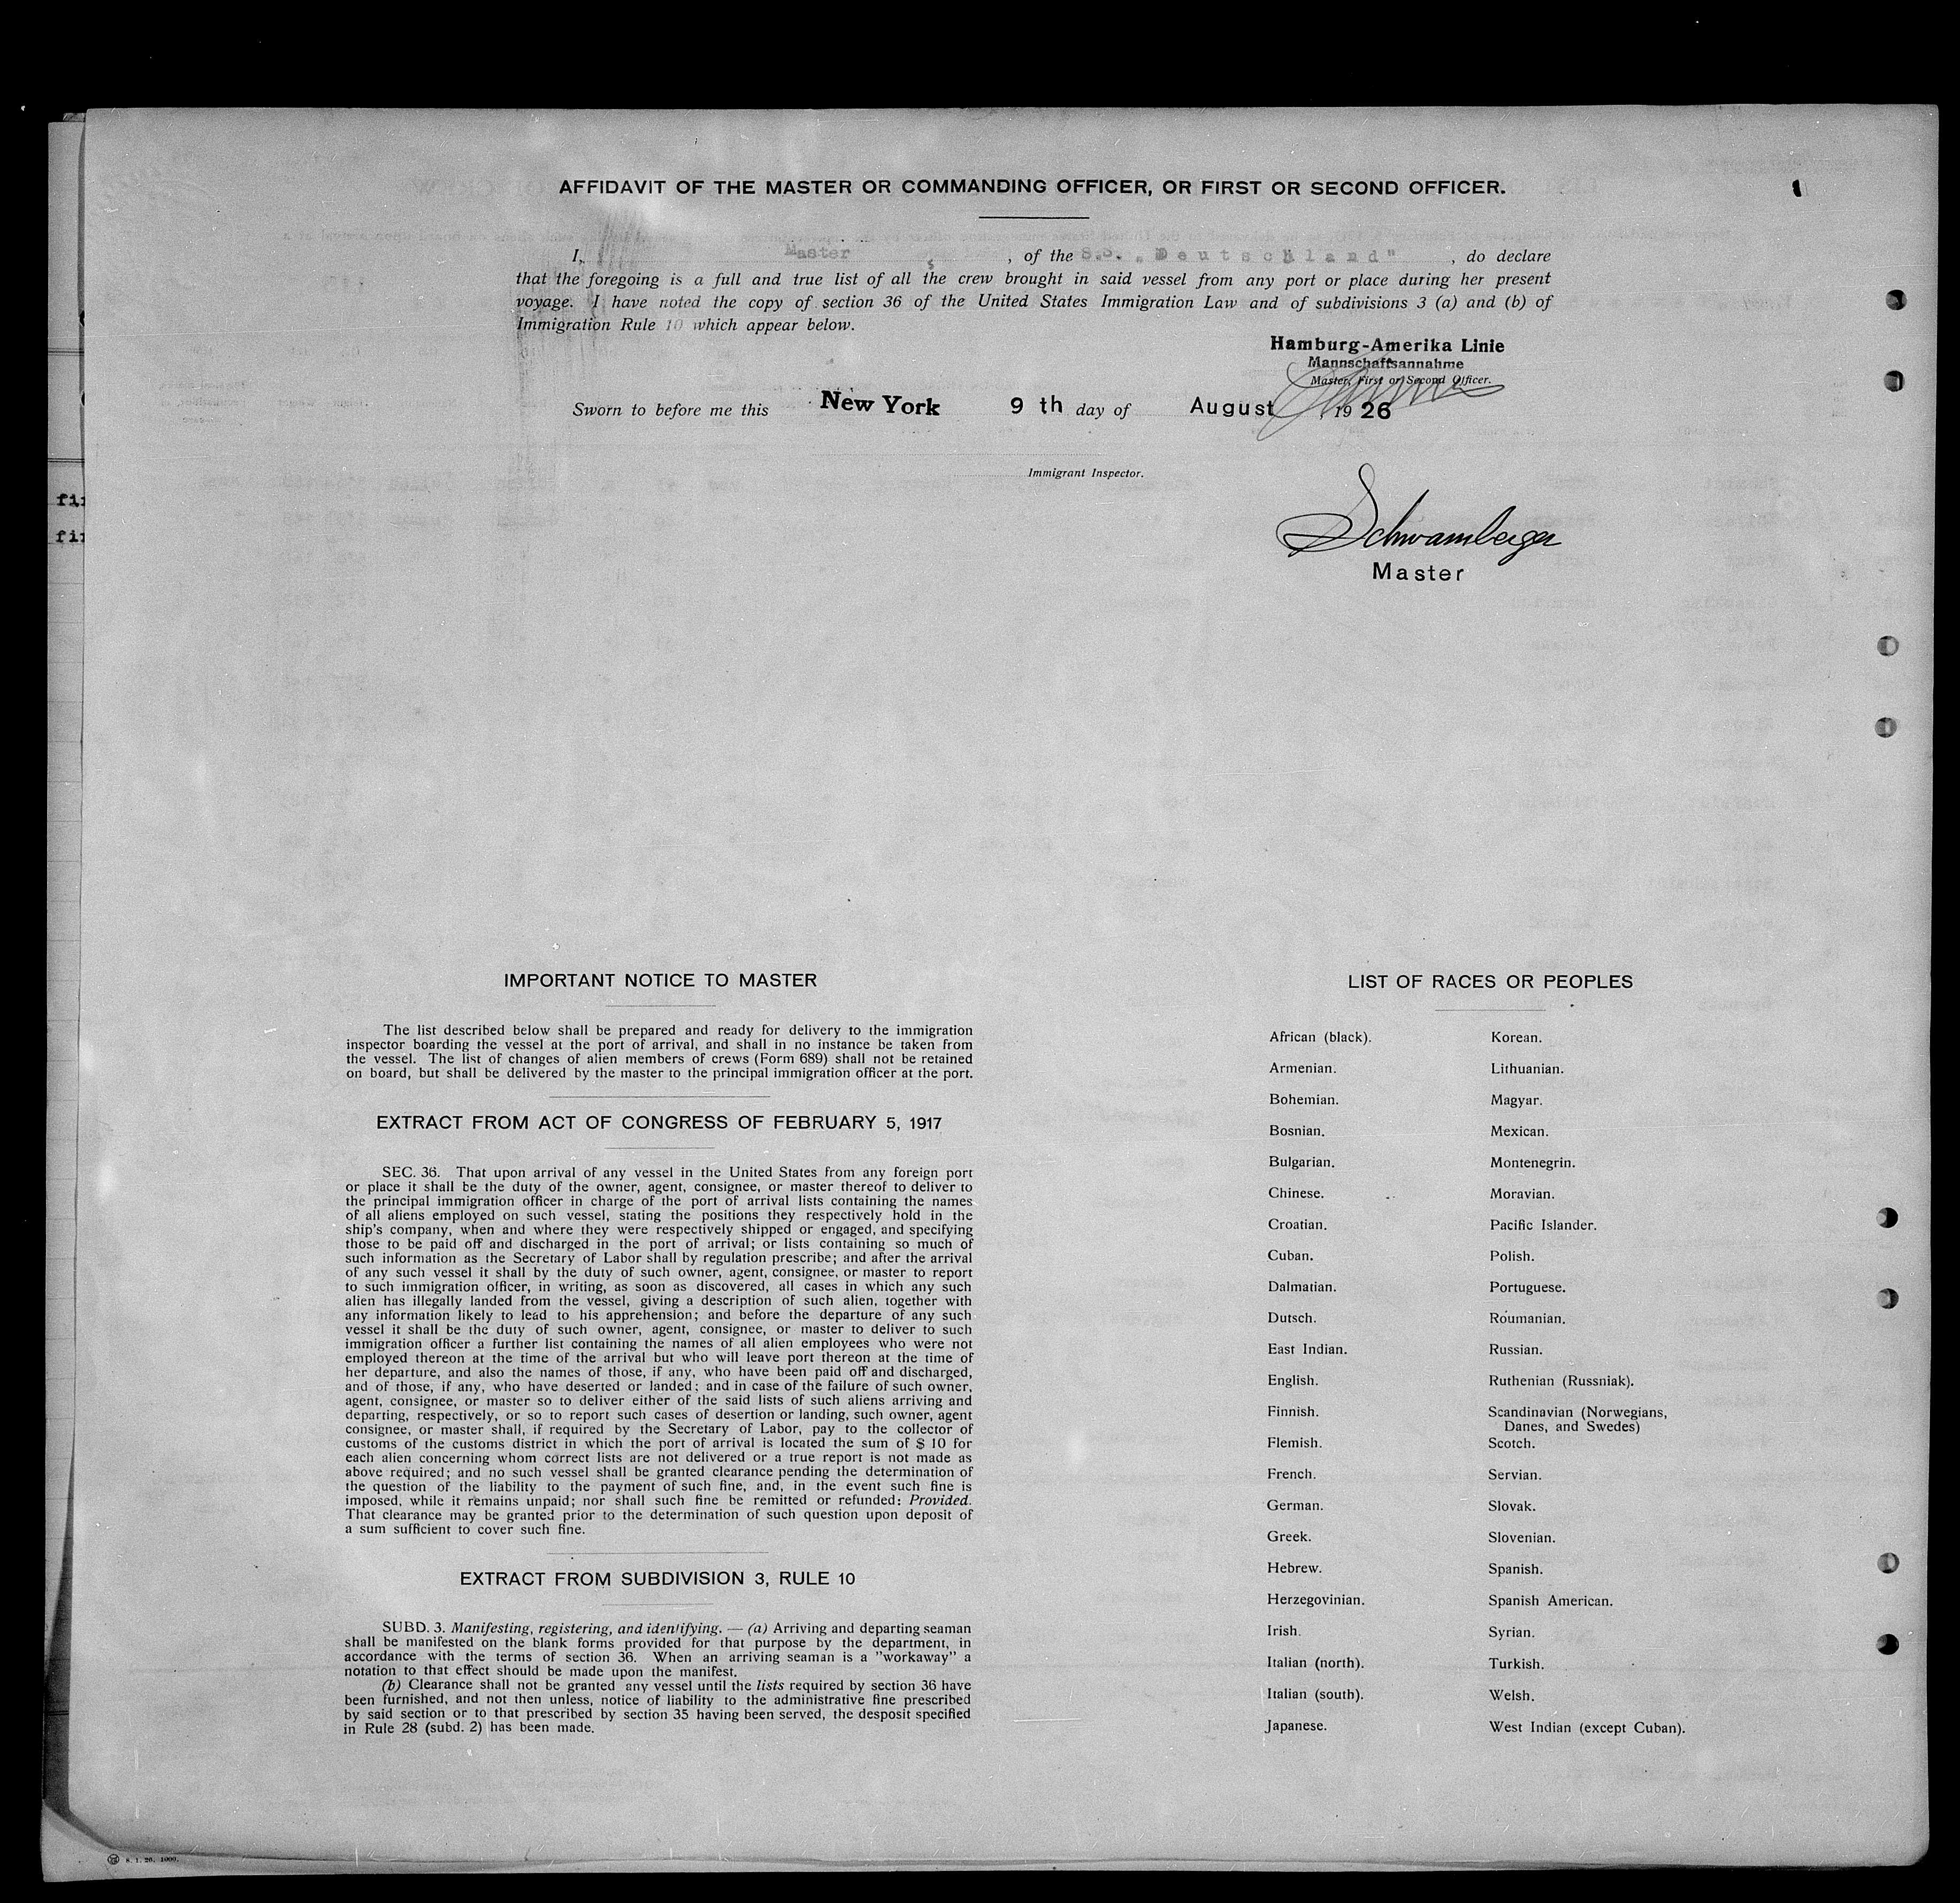 AFFIDAVIT OF THE MASTER OR COMMANDING OFFICER, OR FIRST OR SECOND OFFICER.
I, Master , of the S.S. „Deutschland" , do declare
that the foregoing is a full and true list of all the crew brought in said vessel from any port or place during her present
voyage. I have noted the copy of section 36 of the United States Immigration Law and of subdivisions 3 (a) and (b) of
Immigration Rule 10 which appear below.
Hamburg-Amerika Linie
Mannschaftsannahme
Master, First or Second Officer.
Sworn to before me this New York 9 th day of August , 19 26
Immigrant Inspector.
Schwamberger
Master
IMPORTANT NOTICE TO MASTER
The list described below shall be prepared and ready for delivery to the immigration
inspector boarding the vessel at the port of arrival, and shall in no instance be taken from
the vessel. The list of changes of alien members of crews (Form 689) shall not be retained
on board, but shall be delivered by the master to the principal immigration officer at the port.
EXTRACT FROM ACT OF CONGRESS OF FEBRUARY 5, 1917
SEC. 36. That upon arrival of any vessel in the United States from any foreign port
or place it shall be the duty of the owner, agent, consignee, or master thereof to deliver to
the principal immigration officer in charge of the port of arrival lists containing the names
of all aliens employed on such vessel, stating the positions they respectively hold in the
ship's company, when and where they were respectively shipped or engaged, and specifying
those to be paid off and discharged in the port of arrival; or lists containing so much of
such information as the Secretary of Labor shall by regulation prescribe; and after the arrival
of any such vessel it shall by the duty of such owner, agent, consignee, or master to report
to such immigration officer, in writing, as soon as discovered, all cases in which any such
alien has illegally landed from the vessel, giving a description of such alien, together with
any information likely to lead to his apprehension; and before the departure of any such
vessel it shall be the duty of such owner, agent, consignee, or master to deliver to such
immigration officer a further list containing the names of all alien employees who were not
employed thereon at the time of the arrival but who will leave port thereon at the time of
her departure, and also the names of those, if any, who have been paid off and discharged,
and of those, if any, who have deserted or landed; and in case of the failure of such owner,
agent, consignee, or master so to deliver either of the said lists of such aliens arriving and
departing, respectively, or so to report such cases of desertion or landing, such owner, agent
consignee, or master shall, if required by the Secretary of Labor, pay to the collector of
customs of the customs district in which the port of arrival is located the sum of $ 10 for
each alien concerning whom correct lists are not delivered or a true report is not made as
above required; and no such vessel shall be granted clearance pending the determination of
the question of the liability to the payment of such fine, and, in the event such fine is
imposed, while it remains unpaid; nor shall such fine be remitted or refunded: Provided.
That clearance may be granted prior to the determination of such question upon deposit of
a sum sufficient to cover such fine.
EXTRACT FROM SUBDIVISION 3, RULE 10
SUBD. 3. Manifesting, registering, and identifying. — (a) Arriving and departing seaman
shall be manifested on the blank forms provided for that purpose by the department, in
accordance with the terms of section 36. When an arriving seaman is a "workaway" a
notation to that effect should be made upon the manifest.
(b) Clearance shall not be granted any vessel until the lists required by section 36 have
been furnished, and not then unless, notice of liability to the administrative fine prescribed
by said section or to that prescribed by section 35 having been served, the desposit specified
in Rule 28 (subd. 2) has been made.
LIST OF RACES OR PEOPLES
African (black). Korean.
Armenian. Lithuanian.
Bohemian. Magyar.
Bosnian. Mexican.
Bulgarian. Montenegrin.
Chinese. Moravian.
Croatian. Pacific Islander.
Cuban. Polish.
Dalmatian. Portuguese.
Dutsch. Roumanian.
East Indian. Russian.
English. Ruthenian (Russniak).
Finnish. Scandinavian (Norwegians,
Danes, and Swedes)
Flemish. Scotch.
French. Servian.
German. Slovak.
Greek. Slovenian.
Hebrew. Spanish.
Herzegovinian. Spanish American.
Irish. Syrian.
Italian (north). Turkish.
Italian (south). Welsh.
Japanese. West Indian (except Cuban).
8. 1. 26. 1000.